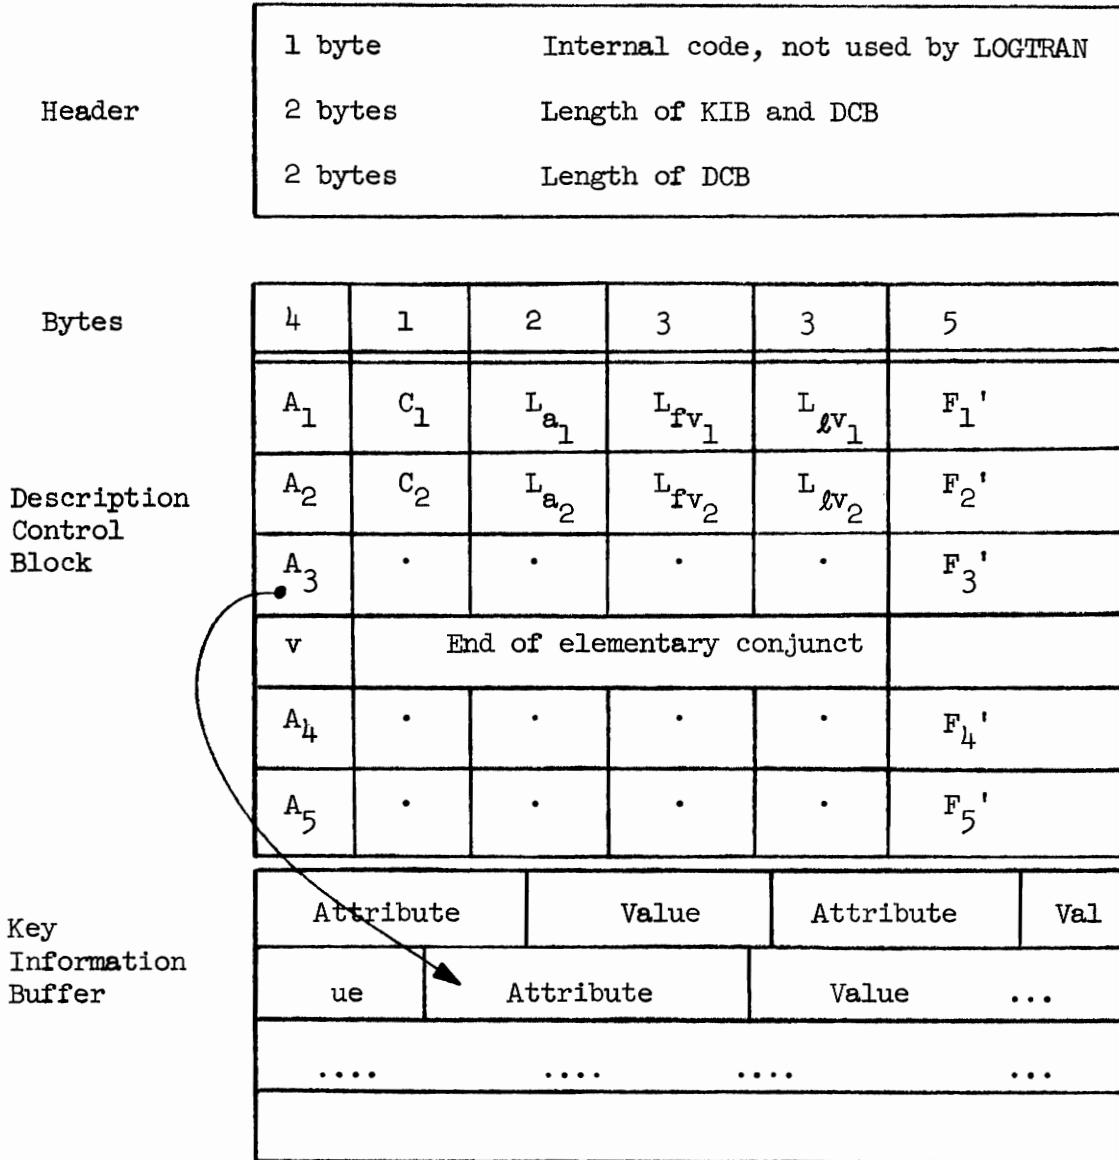 Header
1 byte Internal code, not used by LOGTRAN
2 bytes Length of KIB and DCB
2 bytes Length of DCB
Bytes 4 1 2 3 3 5
Description
Control
Block
A1 C1 La1 Lfv1 Lℓv1 F1'
A2 C2 La2 Lfv2 Lℓv2 F2'
A3 . . . . F3'
v End of elementary conjunct
A4 . . . . F4'
A5 . . . . F5'
Key
Information
Buffer
Attribute Value Attribute Val
ue Attribute Value ...
.... .... .... ...